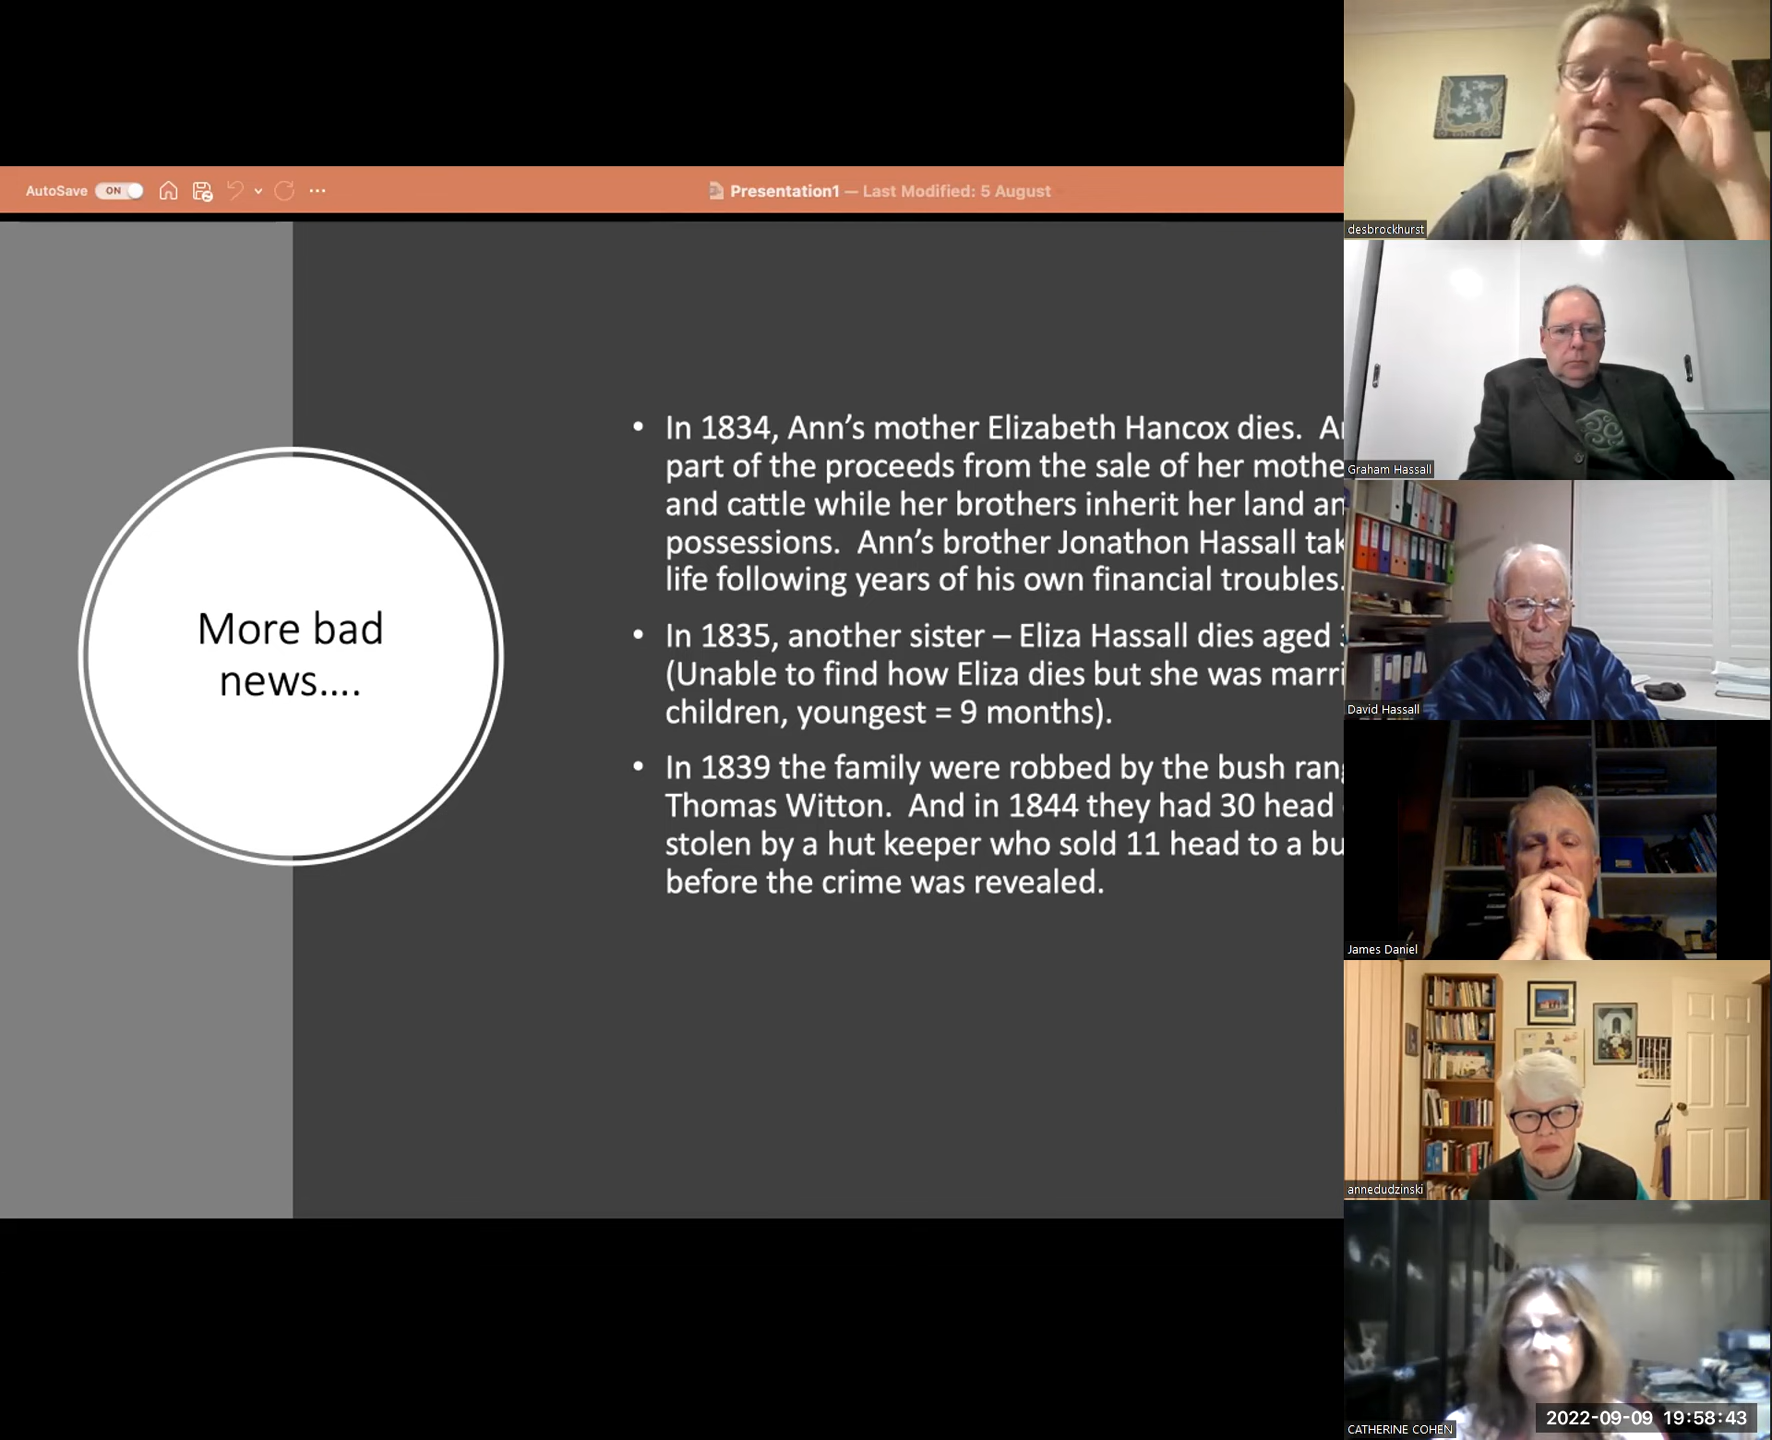 AutoSave ON
Presentation1 — Last Modified: 5 August
More bad
news....
• In 1834, Ann’s mother Elizabeth Hancox dies.
part of the proceeds from the sale of her
and cattle while her brothers inherit her land
possessions.  Ann’s brother Jonathon Hassall
life following years of his own financial troubles.
• In 1835, another sister – Eliza Hassall dies aged
(Unable to find how Eliza dies but she was
children, youngest = 9 months).
• In 1839 the family were robbed by the bush
Thomas Witton.  And in 1844 they had 30 head
stolen by a hut keeper who sold 11 head to a
before the crime was revealed.
desbrockhurst
Graham Hassall
David Hassall
James Daniel
annedudzinski
CATHERINE COHEN
2022-09-09 19:58:43